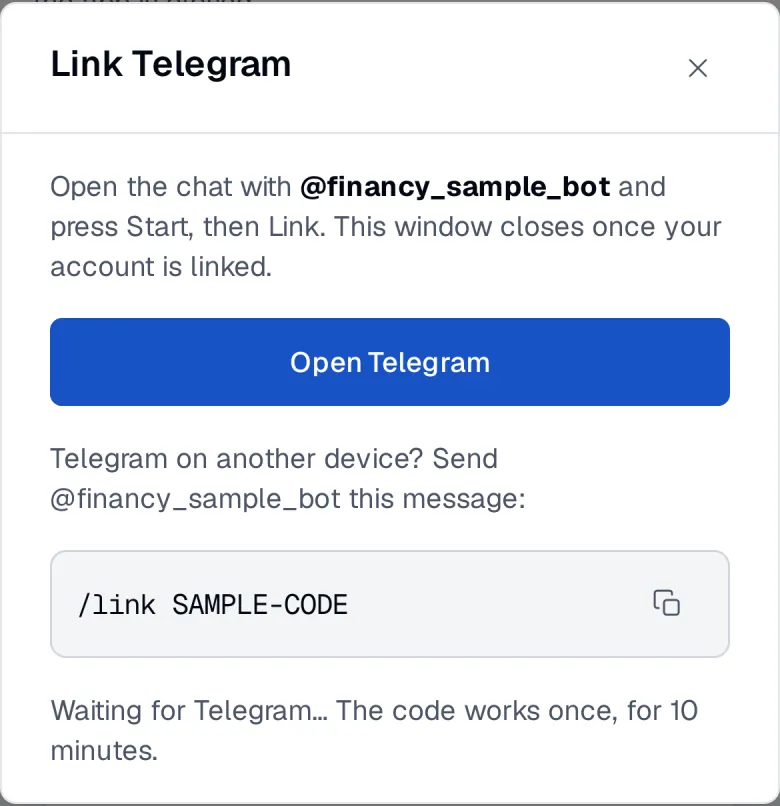 Link Telegram
Open the chat with @financy_sample_bot and
press Start, then Link. This window closes once your
account is linked.
Open Telegram
Telegram on another device? Send
@financy_sample_bot this message:
/link SAMPLE-CODE
Waiting for Telegram… The code works once, for 10
minutes.